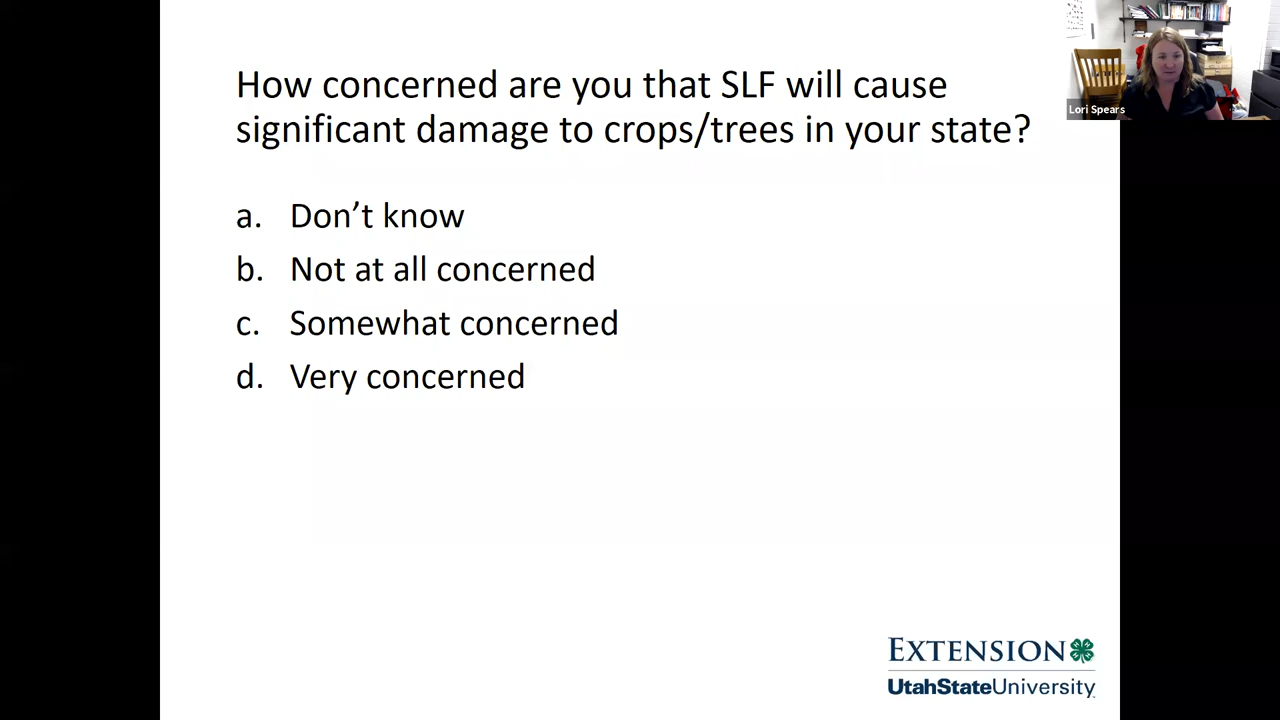 How concerned are you that SLF will cause
significant damage to crops/trees in your state?
a. Don’t know
b. Not at all concerned
c. Somewhat concerned
d. Very concerned
Lori Spears
EXTENSION
UtahStateUniversity